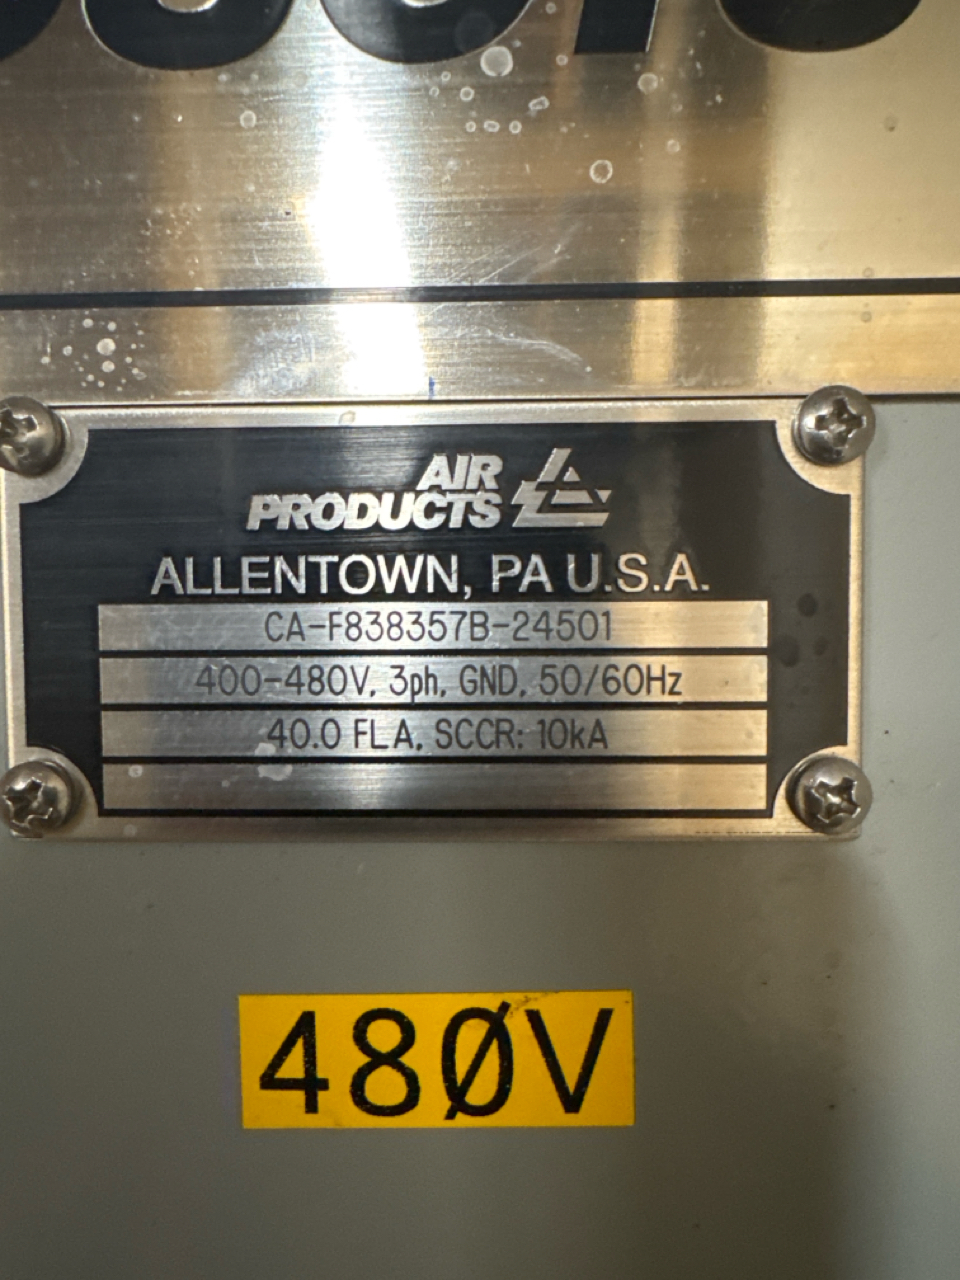 AIR
PRODUCTS
ALLENTOWN, PA U.S.A.
CA-F838357B-24501
400-480V, 3ph, GND, 50/60Hz
40.0 FLA, SCCR: 10kA
480V